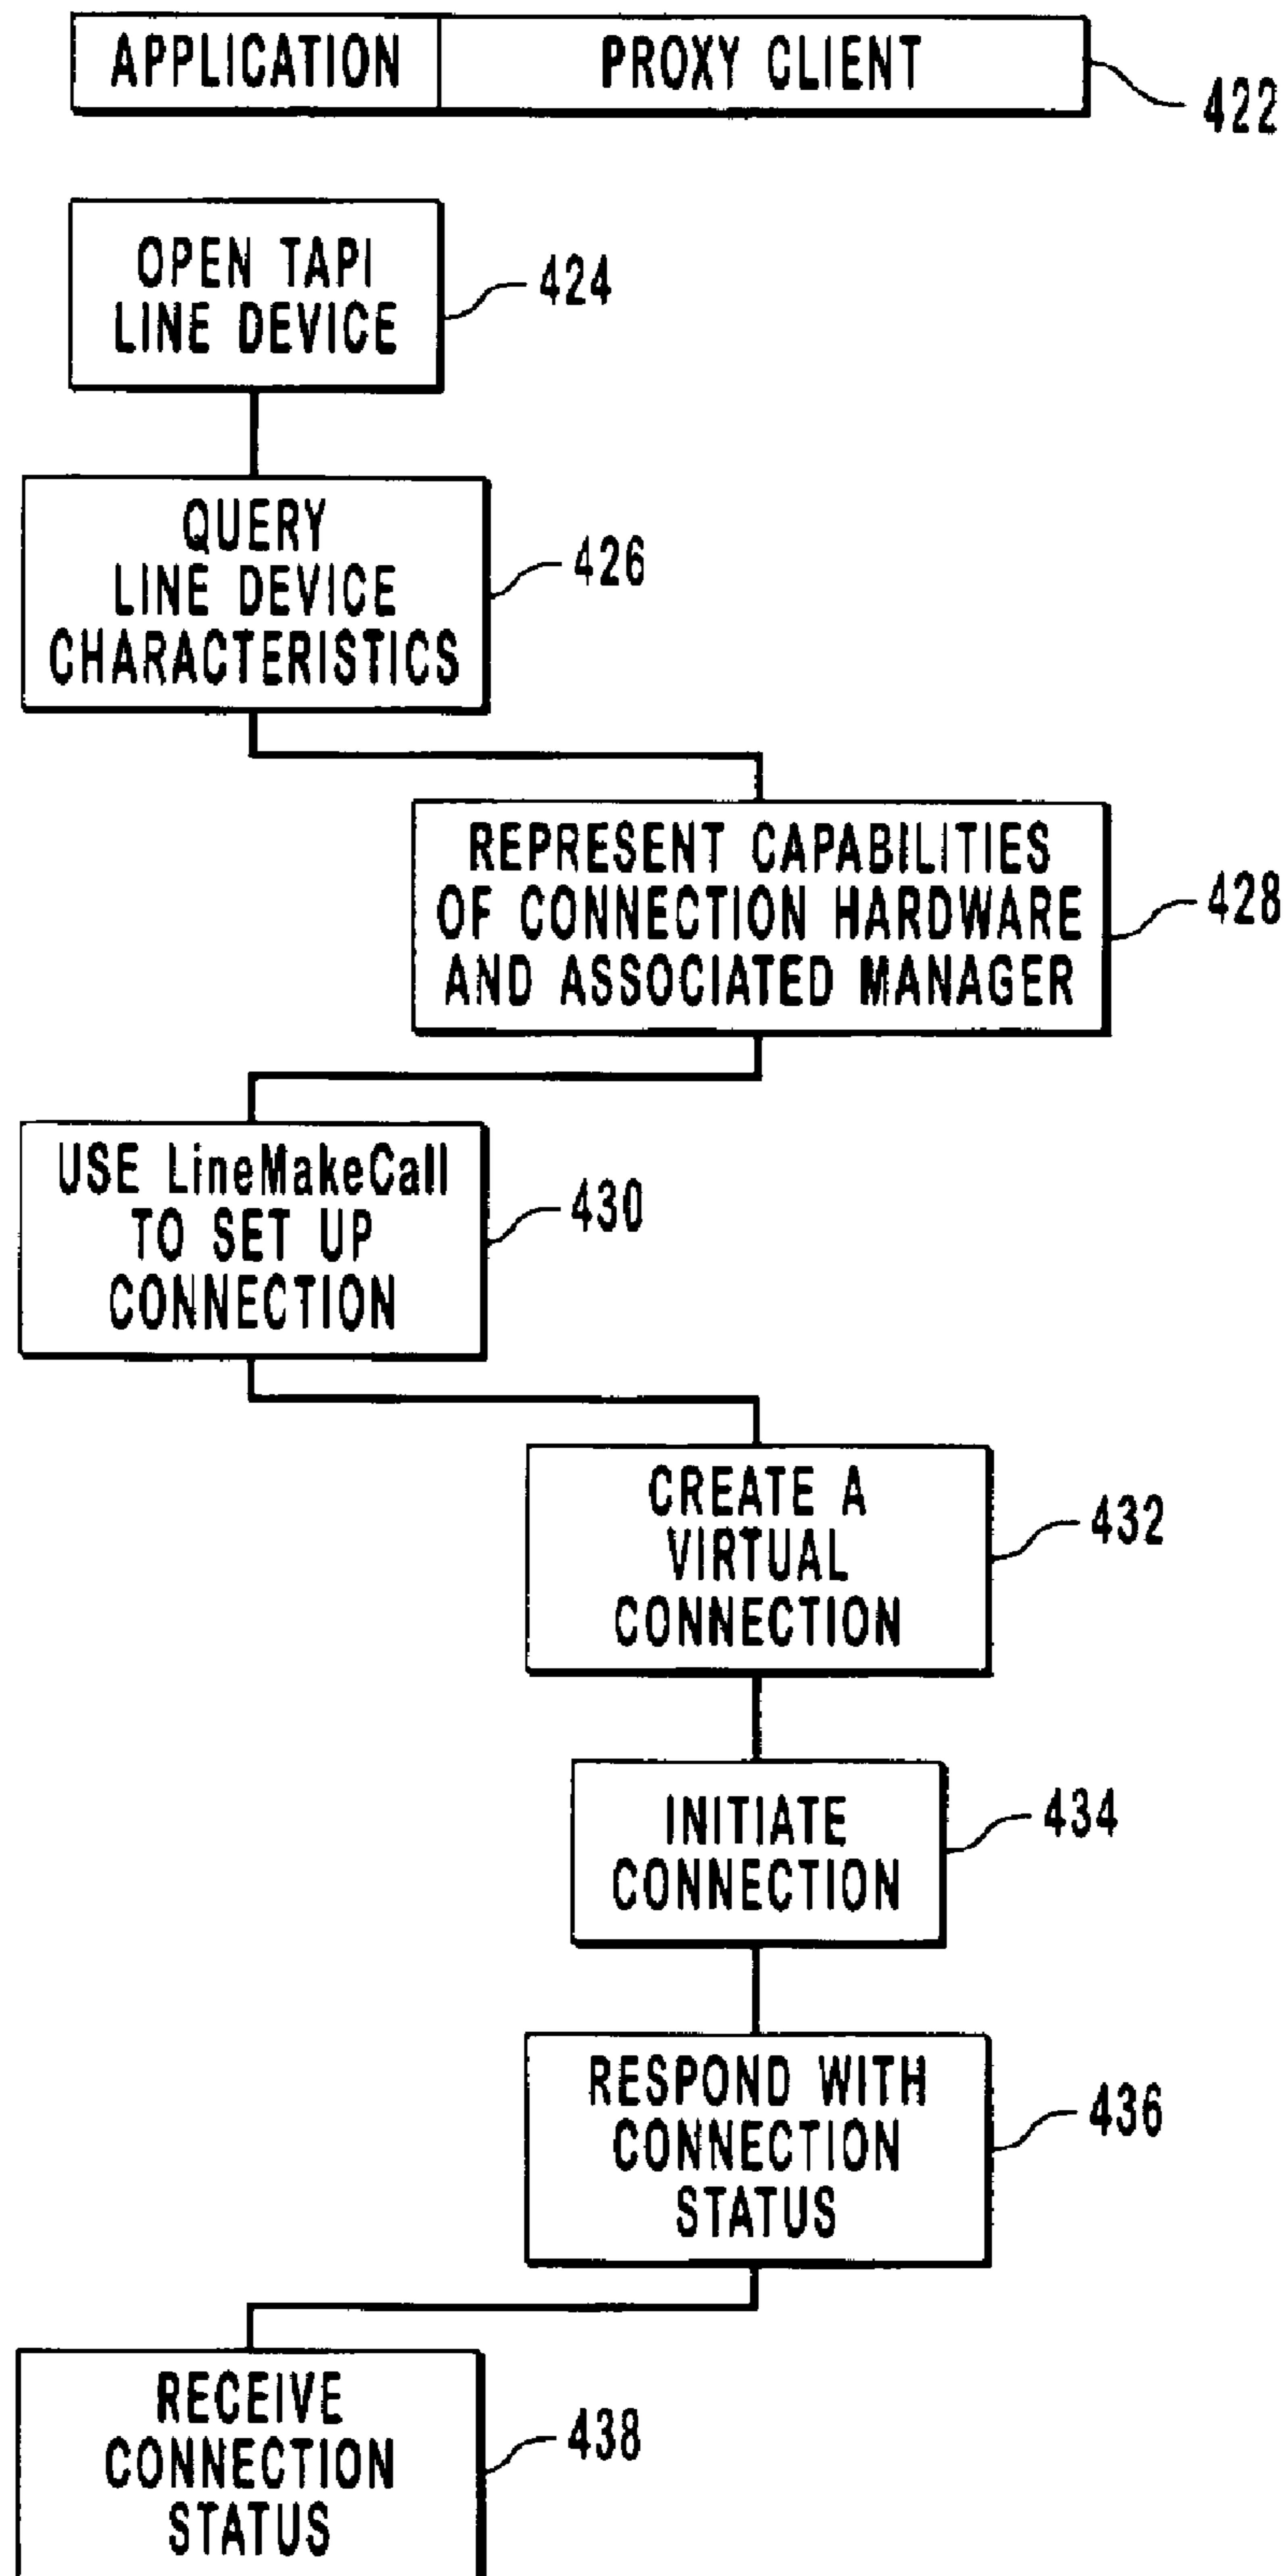 APPLICATION PROXY CLIENT
422
OPEN TAPI
LINE DEVICE
424
QUERY
LINE DEVICE
CHARACTERISTICS
426
REPRESENT CAPABILITIES
OF CONNECTION HARDWARE
AND ASSOCIATED MANAGER
428
USE LineMakeCall
TO SET UP
CONNECTION
430
CREATE A
VIRTUAL
CONNECTION
432
INITIATE
CONNECTION
434
RESPOND WITH
CONNECTION
STATUS
436
RECEIVE
CONNECTION
STATUS
438